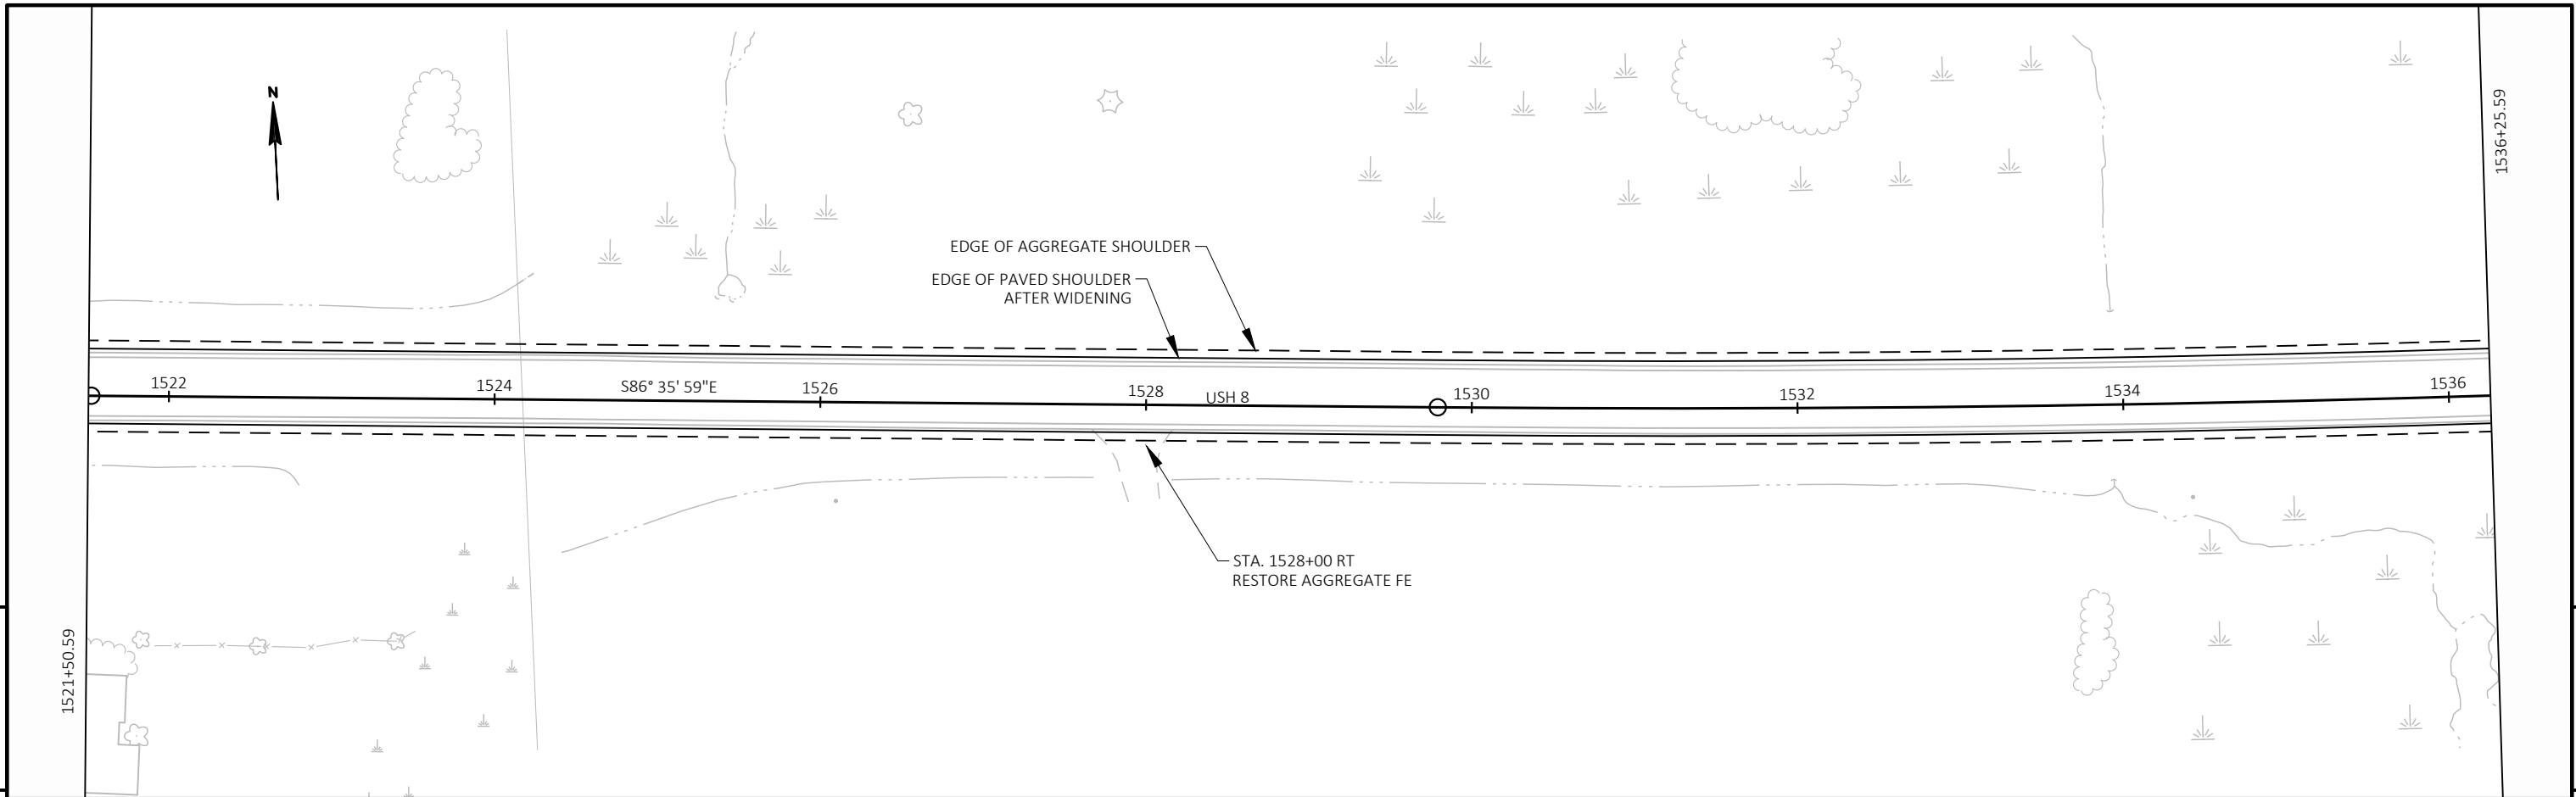 N
1536+25.59
EDGE OF AGGREGATE SHOULDER
EDGE OF PAVED SHOULDER
AFTER WIDENING
1522
1524
S86° 35' 59"E
1526
1528
USH 8
1530
1532
1534
1536
STA. 1528+00 RT
RESTORE AGGREGATE FE
1521+50.59